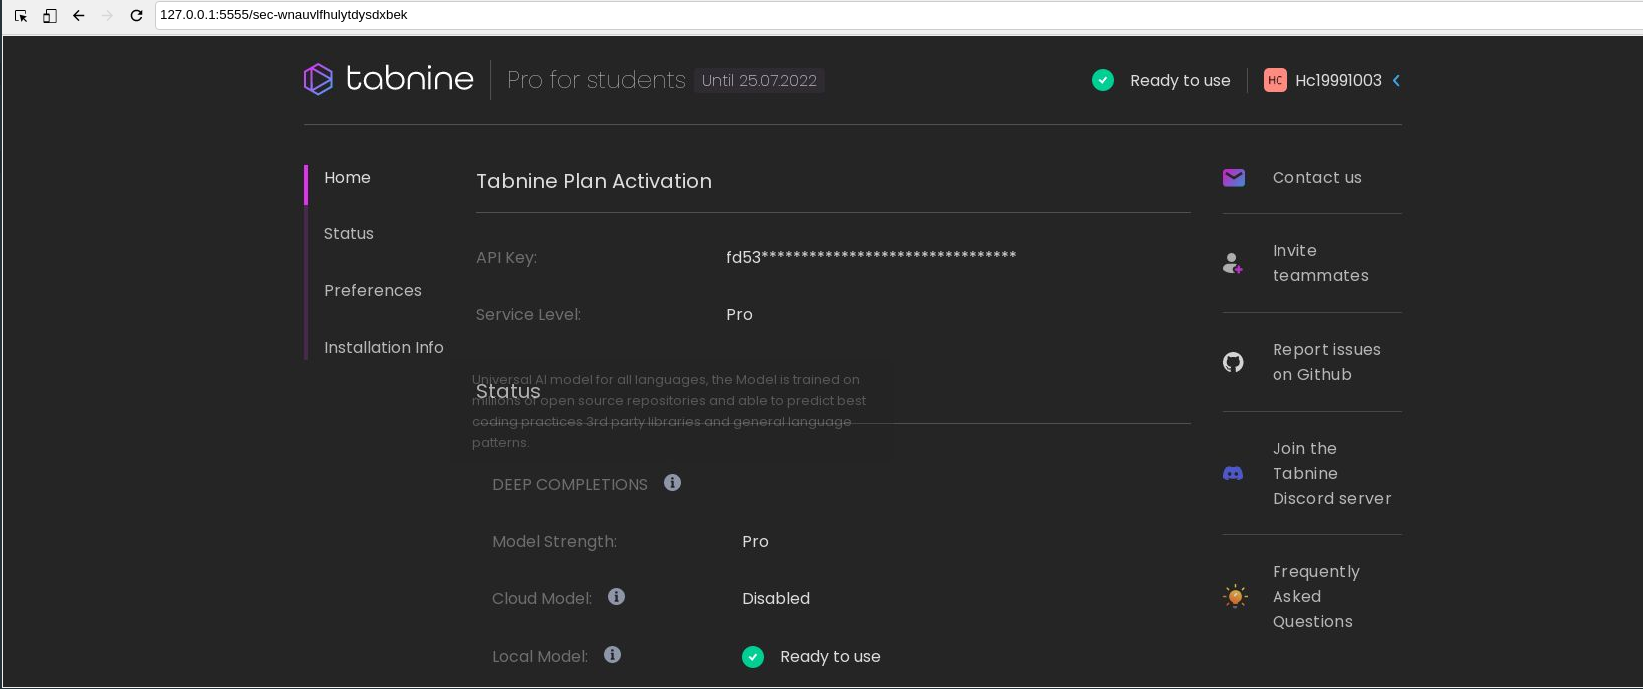 127.0.0.1:5555/sec-wnauvlfhulytdysdxbek
tabnine Pro for students Until 25.07.2022 Ready to use HC Hc19991003
Home
Status
Preferences
Installation Info
Tabnine Plan Activation
API Key: fd53********************************
Service Level: Pro
Status
Universal AI model for all languages, the Model is trained on
millions of open source repositories and able to predict best
coding practices 3rd party libraries and general language
patterns.
DEEP COMPLETIONS
Model Strength: Pro
Cloud Model: Disabled
Local Model: Ready to use
Contact us
Invite
teammates
Report issues
on Github
Join the
Tabnine
Discord server
Frequently
Asked
Questions